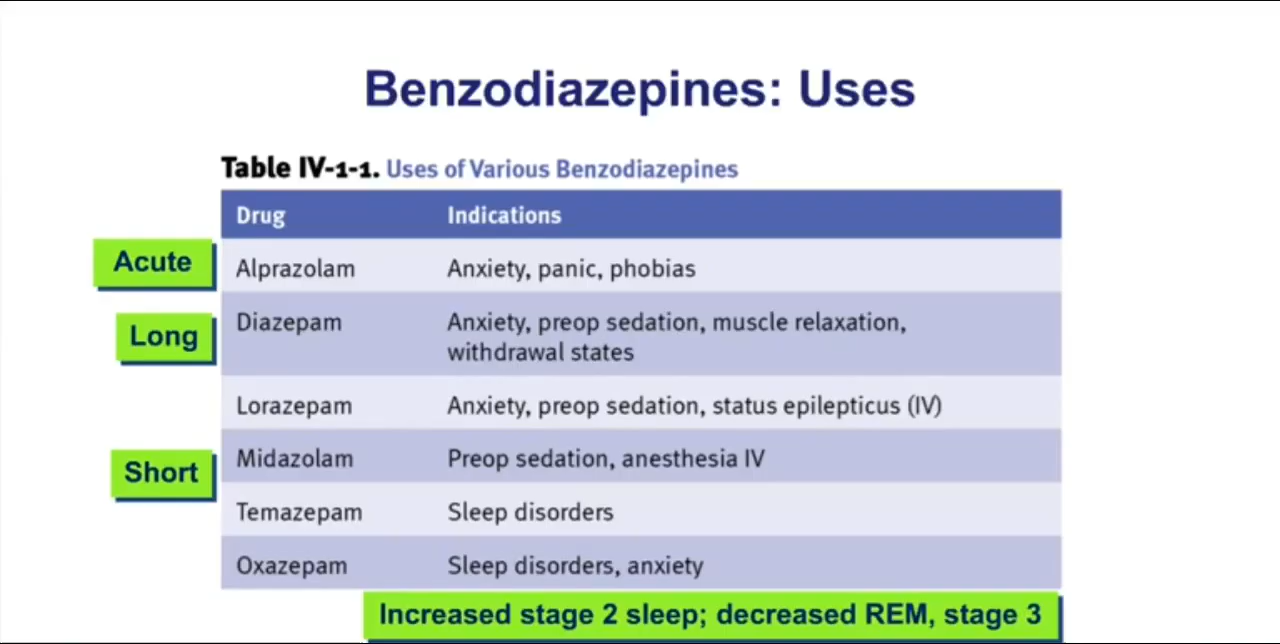 Benzodiazepines: Uses
Table IV-1-1. Uses of Various Benzodiazepines
Drug Indications
Acute
Alprazolam Anxiety, panic, phobias
Long
Diazepam Anxiety, preop sedation, muscle relaxation,
withdrawal states
Lorazepam Anxiety, preop sedation, status epilepticus (IV)
Short
Midazolam Preop sedation, anesthesia IV
Temazepam Sleep disorders
Oxazepam Sleep disorders, anxiety
Increased stage 2 sleep; decreased REM, stage 3